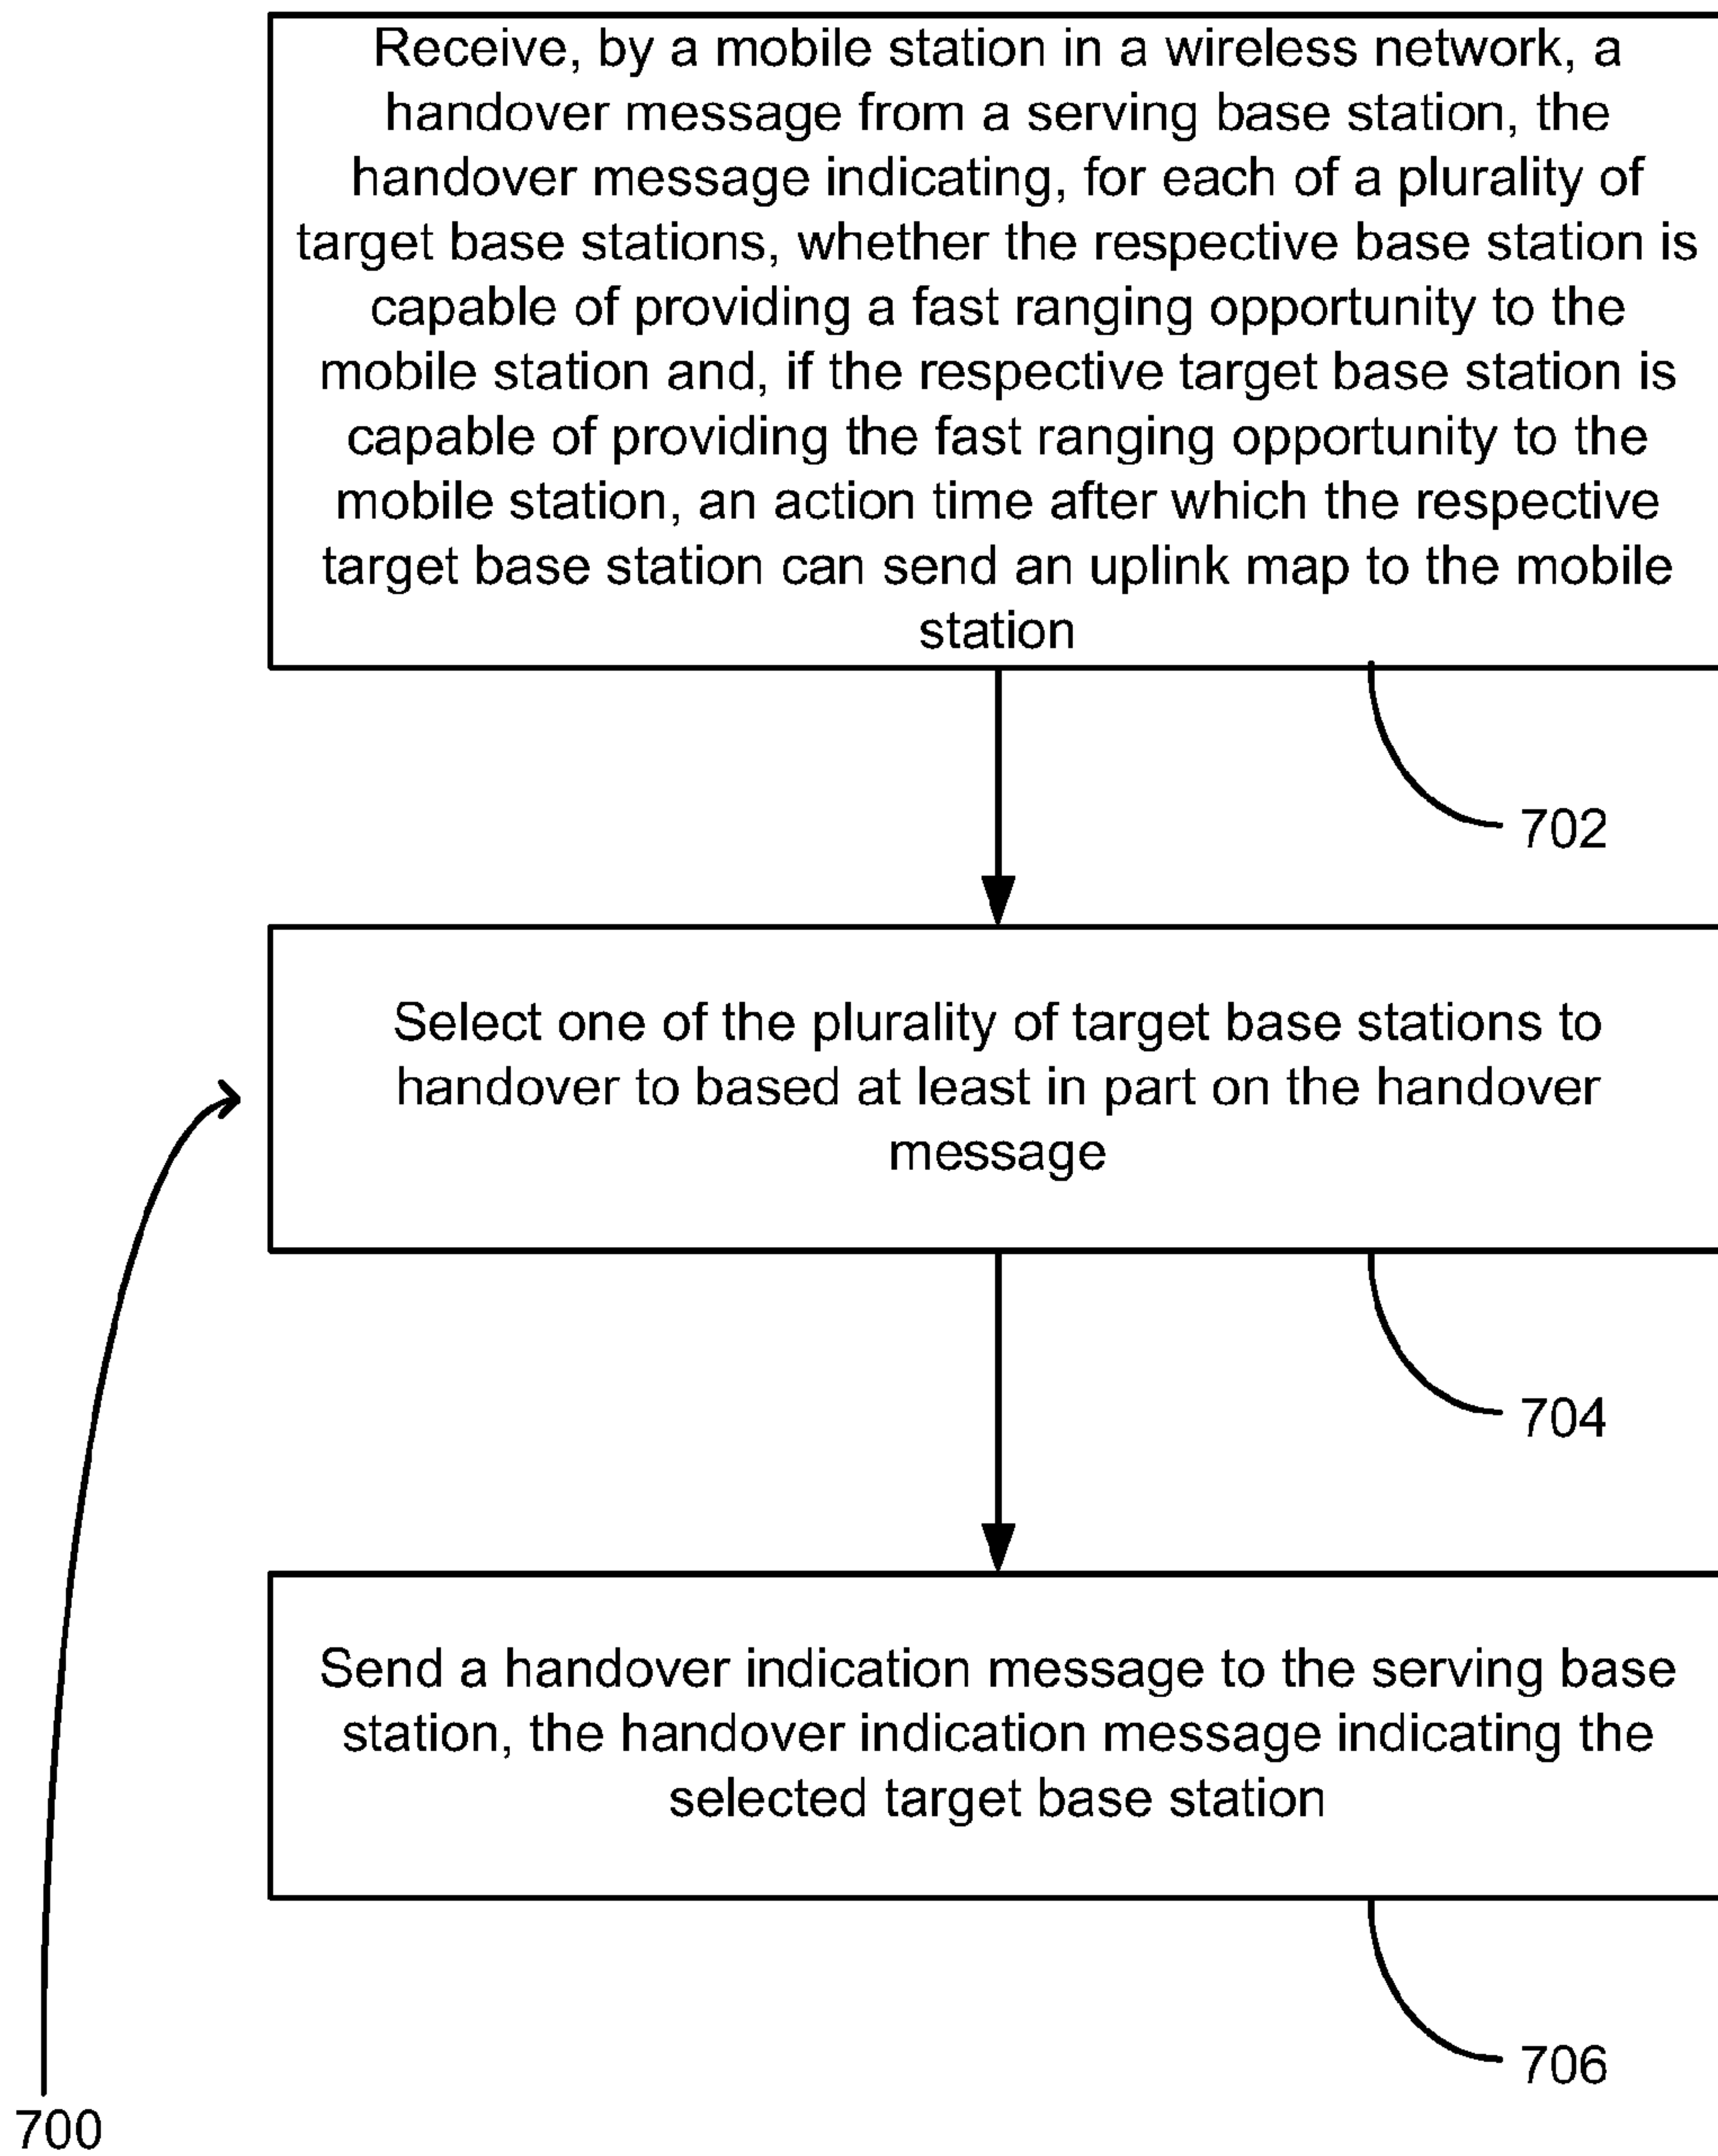 Receive, by a mobile station in a wireless network, a
handover message from a serving base station, the
handover message indicating, for each of a plurality of
target base stations, whether the respective base station is
capable of providing a fast ranging opportunity to the
mobile station and, if the respective target base station is
capable of providing the fast ranging opportunity to the
mobile station, an action time after which the respective
target base station can send an uplink map to the mobile
station
702
Select one of the plurality of target base stations to
handover to based at least in part on the handover
message
704
Send a handover indication message to the serving base
station, the handover indication message indicating the
selected target base station
706
700